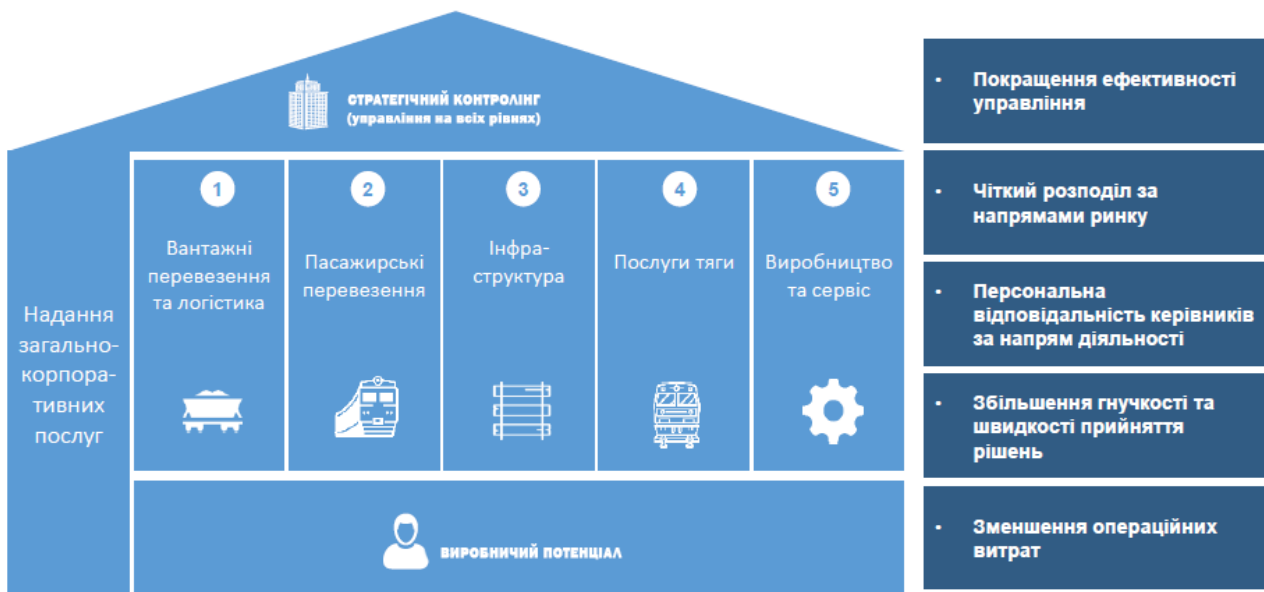 СТРАТЕГІЧНИЙ КОНТРОЛІНГ
(управління на всіх рівнях)
Надання
загально-
корпора-
тивних
послуг
1
Вантажні
перевезення
та логістика
2
Пасажирські
перевезення
3
Інфра-
структура
4
Послуги тяги
5
Виробництво
та сервіс
ВИРОБНИЧИЙ ПОТЕНЦІАЛ
• Покращення ефективності
управління
• Чіткий розподіл за
напрямами ринку
• Персональна
відповідальність керівників
за напрям діяльності
• Збільшення гнучкості та
швидкості прийняття
рішень
• Зменшення операційних
витрат